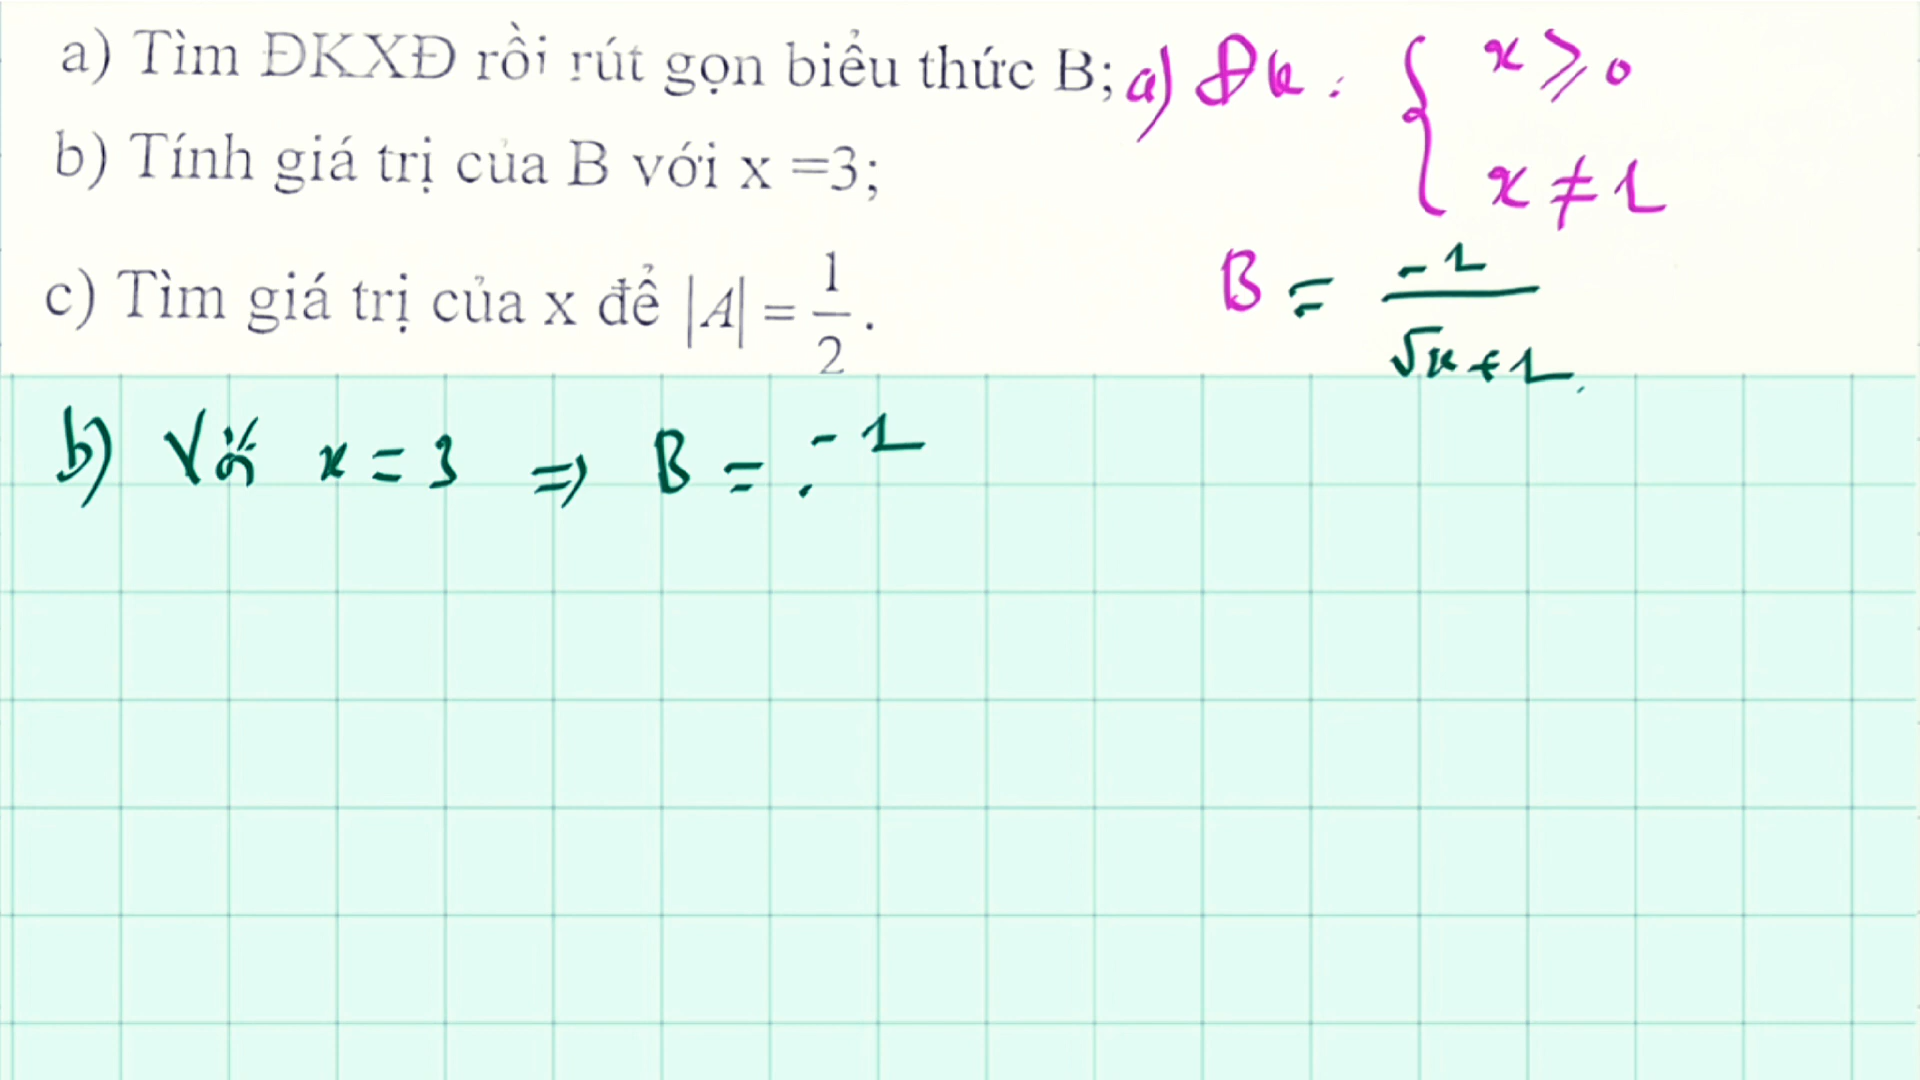 a) Tìm ĐKXĐ rồi rút gọn biểu thức B; a) Đk: { x ⩾ 0
x ≠ 1
b) Tính giá trị của B với x =3;
c) Tìm giá trị của x để |A| = 1/2.
B = -1/(√x+1)
b) Với x = 3 ⇒ B = -1